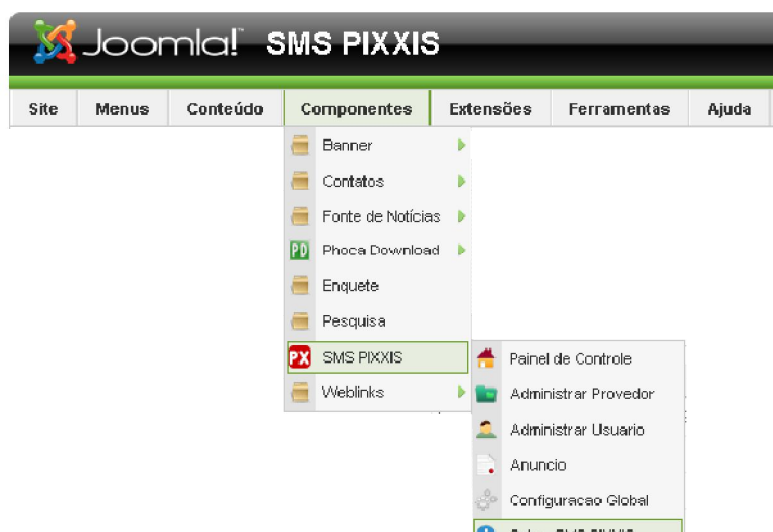 Joomla! SMS PIXXIS
Site Menus Conteúdo Componentes Extensões Ferramentas Ajuda
Banner
Contatos
Fonte de Notícias
PD Phoca Download
Enquete
Pesquisa
PX SMS PIXXIS
Painel de Controle
Weblinks
Administrar Provedor
Administrar Usuario
Anuncio
Configuracao Global